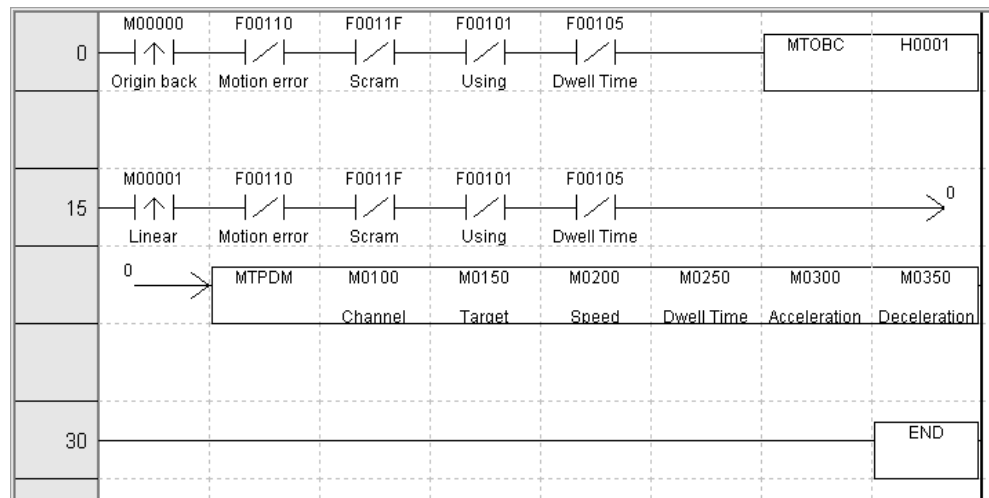 M00000 F00110 F0011F F00101 F00105
0 MTOBC H0001
Origin back Motion error Scram Using Dwell Time
M00001 F00110 F0011F F00101 F00105
15 0
Linear Motion error Scram Using Dwell Time
0 MTPDM M0100 M0150 M0200 M0250 M0300 M0350
Channel Target Speed Dwell Time Acceleration Deceleration
30 END